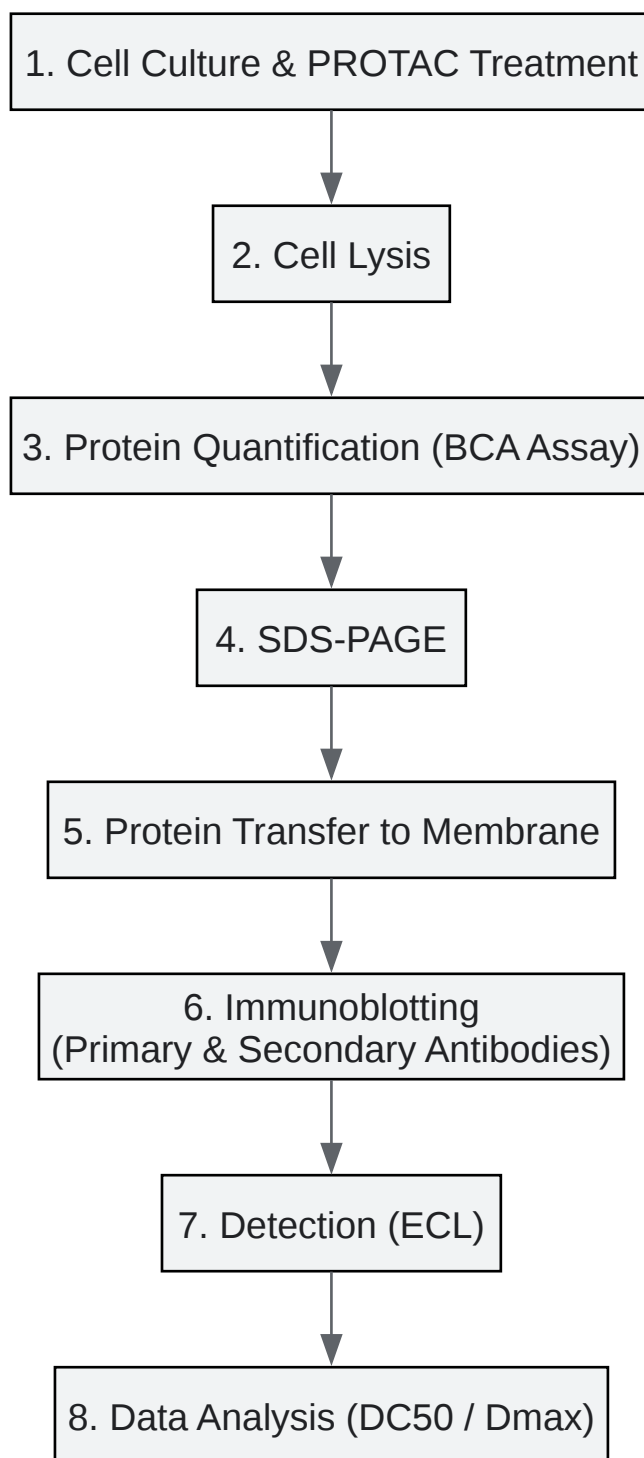 1. Cell Culture & PROTAC Treatment
2. Cell Lysis
3. Protein Quantification (BCA Assay)
4. SDS-PAGE
5. Protein Transfer to Membrane
6. Immunoblotting
(Primary & Secondary Antibodies)
7. Detection (ECL)
8. Data Analysis (DC50 / Dmax)